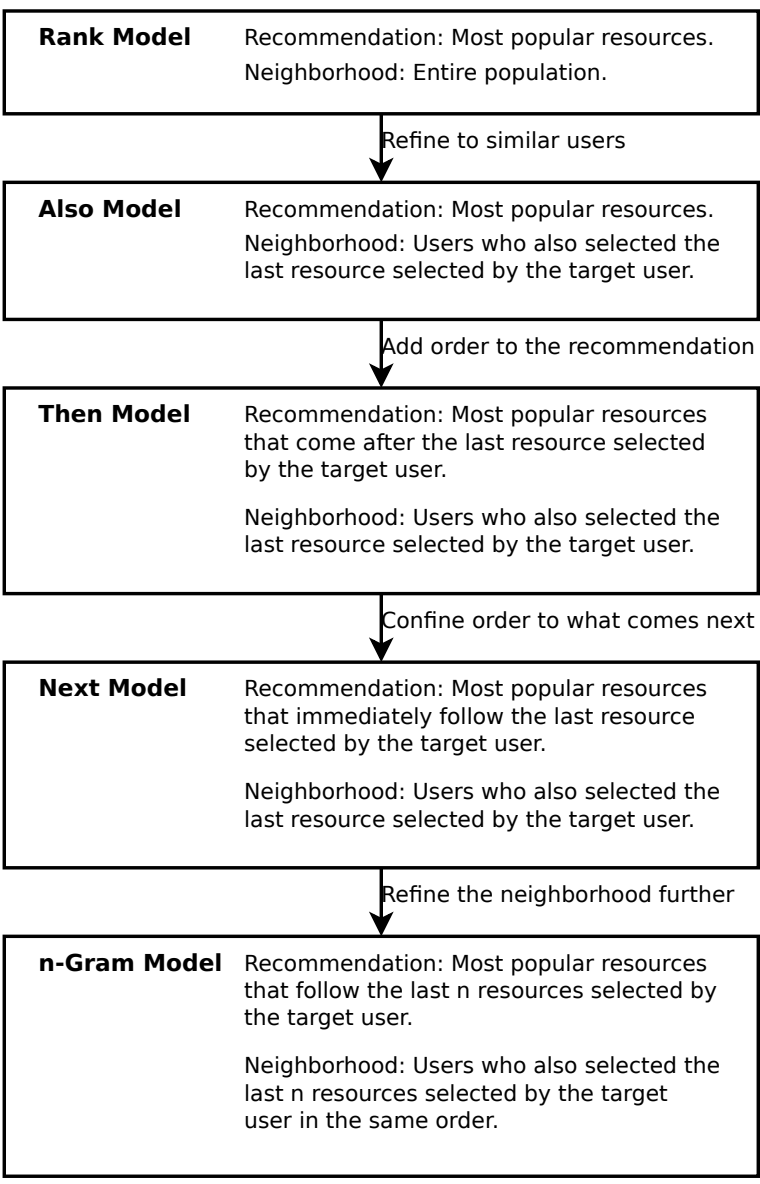 Rank Model
Recommendation: Most popular resources.
Neighborhood: Entire population.
Refine to similar users
Also Model
Recommendation: Most popular resources.
Neighborhood: Users who also selected the
last resource selected by the target user.
Add order to the recommendation
Then Model
Recommendation: Most popular resources
that come after the last resource selected
by the target user.
Neighborhood: Users who also selected the
last resource selected by the target user.
Confine order to what comes next
Next Model
Recommendation: Most popular resources
that immediately follow the last resource
selected by the target user.
Neighborhood: Users who also selected the
last resource selected by the target user.
Refine the neighborhood further
n-Gram Model
Recommendation: Most popular resources
that follow the last n resources selected by
the target user.
Neighborhood: Users who also selected the
last n resources selected by the target
user in the same order.